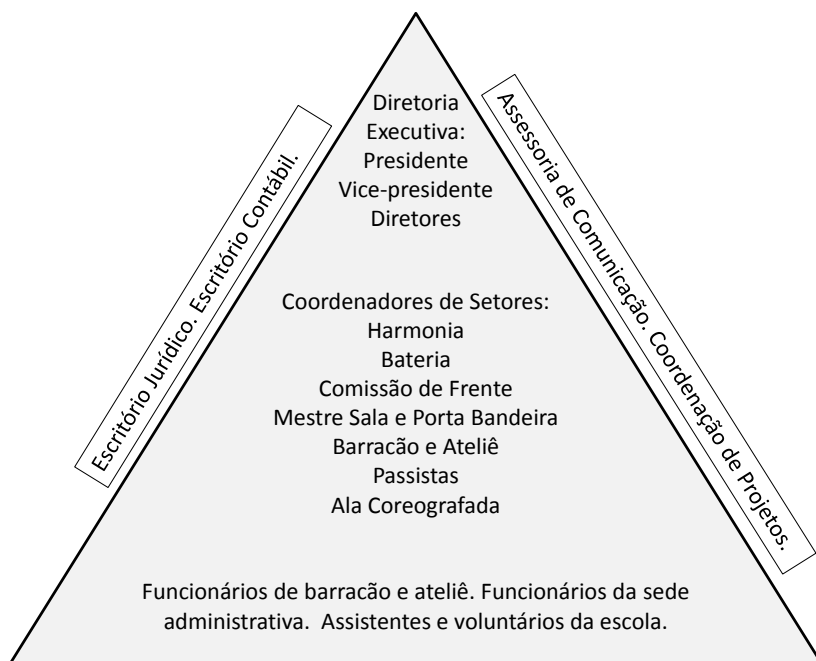 Diretoria
Executiva:
Presidente
Vice-presidente
Diretores
Escritório Jurídico. Escritório Contábil.
Assessoria de Comunicação. Coordenação de Projetos.
Coordenadores de Setores:
Harmonia
Bateria
Comissão de Frente
Mestre Sala e Porta Bandeira
Barracão e Ateliê
Passistas
Ala Coreografada
Funcionários de barracão e ateliê. Funcionários da sede
administrativa.  Assistentes e voluntários da escola.